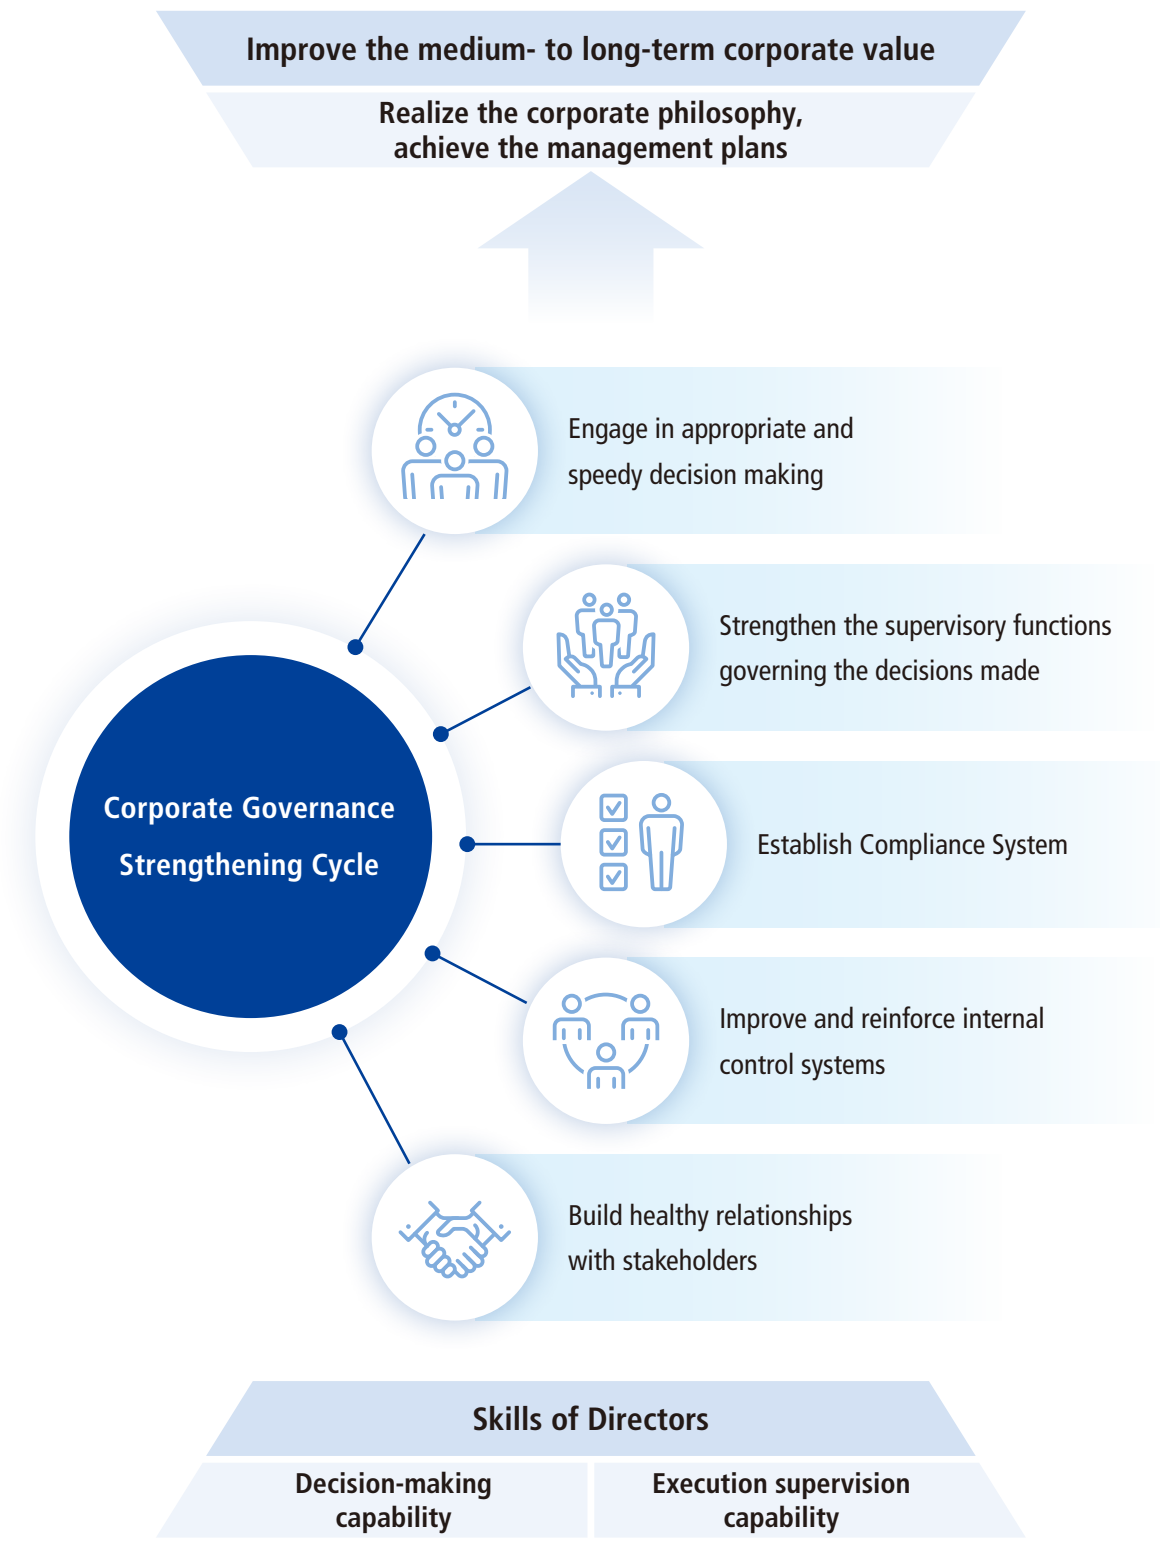 Improve the medium- to long-term corporate value
Realize the corporate philosophy,
achieve the management plans
Engage in appropriate and
speedy decision making
Strengthen the supervisory functions
governing the decisions made
Corporate Governance
Strengthening Cycle
Establish Compliance System
Improve and reinforce internal
control systems
Build healthy relationships
with stakeholders
Skills of Directors
Decision-making
capability
Execution supervision
capability